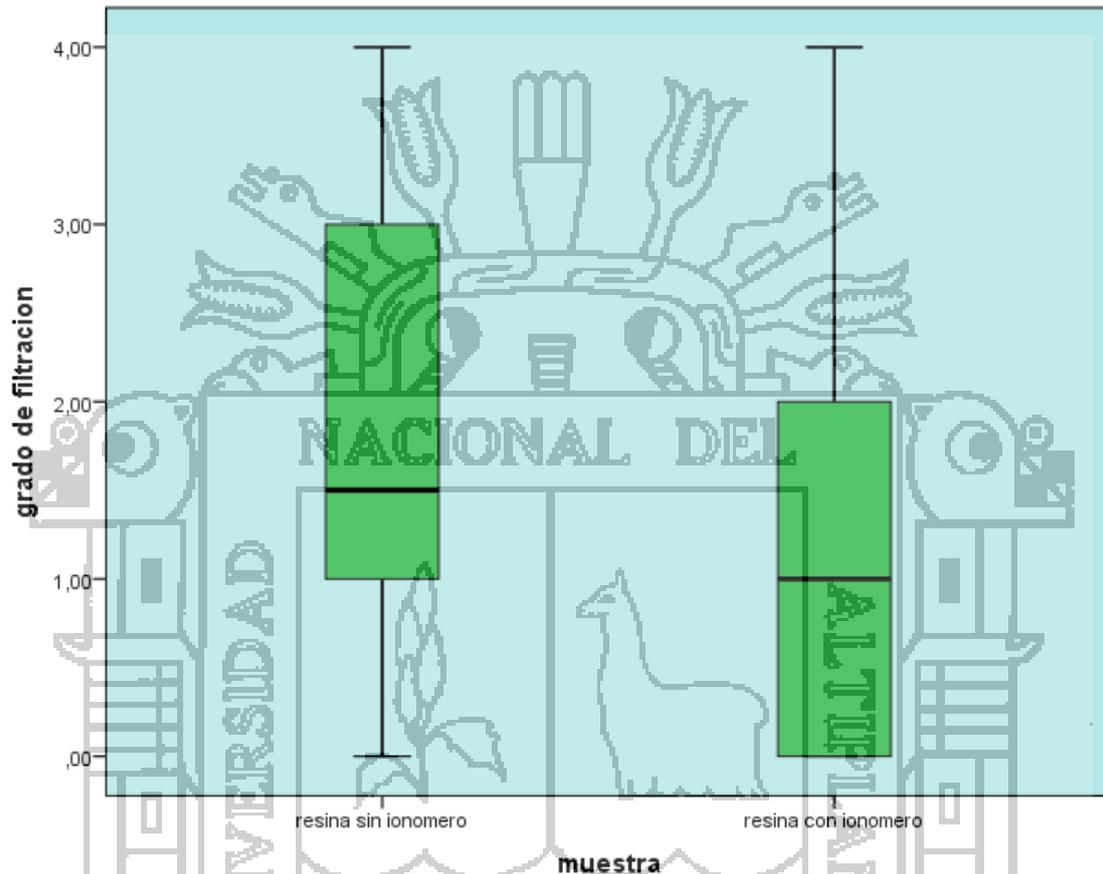 4,00
3,00
2,00
1,00
,00
grado de filtracion
NACIONAL DEL
VERSIDAD
ALTIPLAN
resina sin ionomero
resina con ionomero
muestra